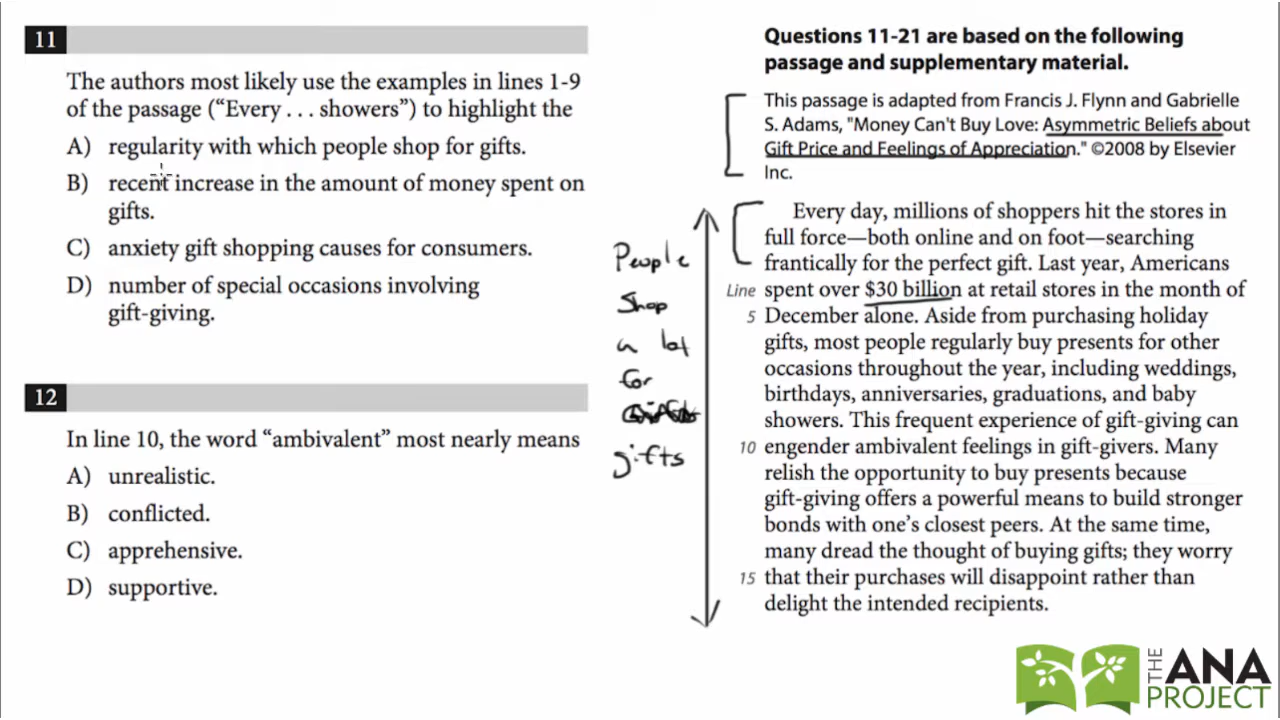 11
The authors most likely use the examples in lines 1-9
of the passage (“Every . . . showers”) to highlight the
A) regularity with which people shop for gifts.
B) recent increase in the amount of money spent on
gifts.
C) anxiety gift shopping causes for consumers.
D) number of special occasions involving
gift-giving.
12
In line 10, the word “ambivalent” most nearly means
A) unrealistic.
B) conflicted.
C) apprehensive.
D) supportive.
People
Shop
a lot
for
gifts
Questions 11-21 are based on the following
passage and supplementary material.
This passage is adapted from Francis J. Flynn and Gabrielle
S. Adams, "Money Can't Buy Love: Asymmetric Beliefs about
Gift Price and Feelings of Appreciation." ©2008 by Elsevier
Inc.
Every day, millions of shoppers hit the stores in
full force—both online and on foot—searching
frantically for the perfect gift. Last year, Americans
Line spent over $30 billion at retail stores in the month of
5 December alone. Aside from purchasing holiday
gifts, most people regularly buy presents for other
occasions throughout the year, including weddings,
birthdays, anniversaries, graduations, and baby
showers. This frequent experience of gift-giving can
10 engender ambivalent feelings in gift-givers. Many
relish the opportunity to buy presents because
gift-giving offers a powerful means to build stronger
bonds with one’s closest peers. At the same time,
many dread the thought of buying gifts; they worry
15 that their purchases will disappoint rather than
delight the intended recipients.
THE ANA
PROJECT